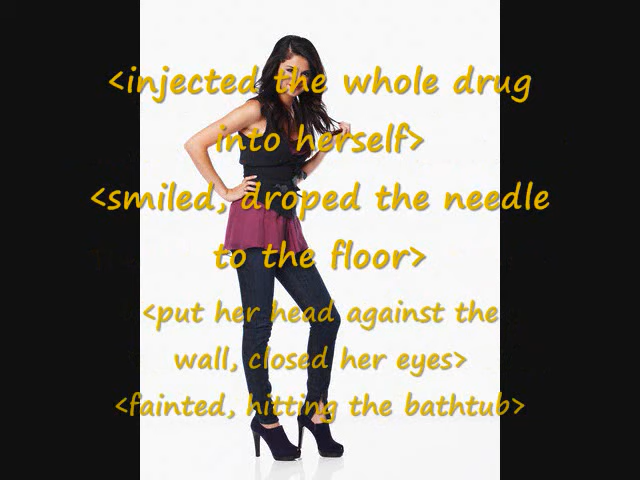 <injected the whole drug
into herself>
<smiled, droped the needle
to the floor>
<put her head against the
wall, closed her eyes>
<fainted, hitting the bathtub>